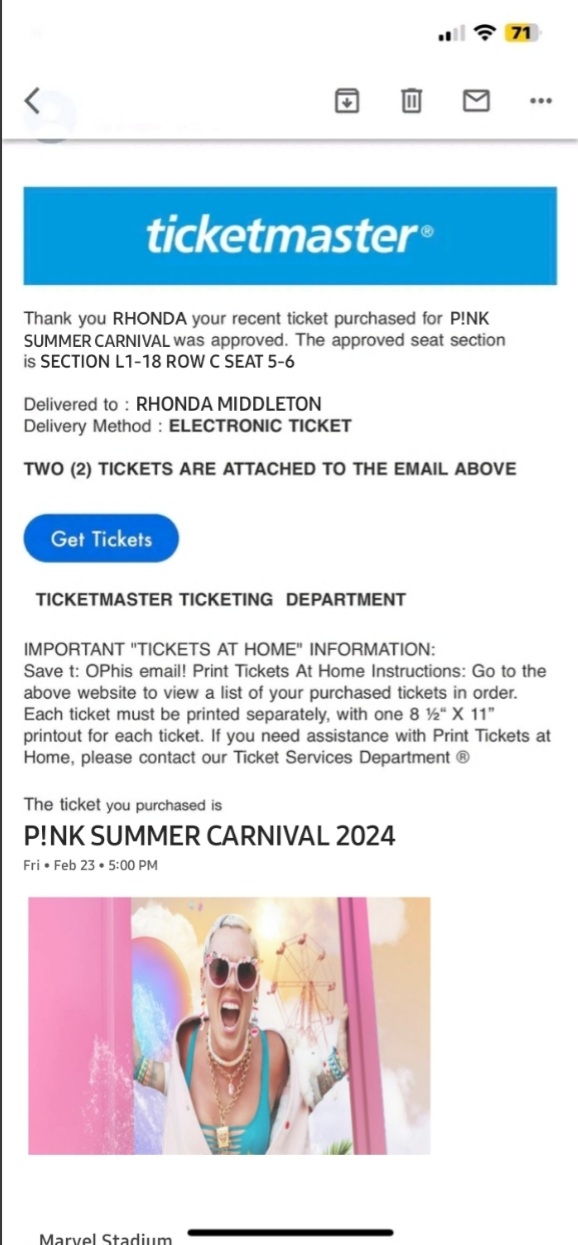 71
ticketmaster®
Thank you RHONDA your recent ticket purchased for P!NK
SUMMER CARNIVAL was approved. The approved seat section
is SECTION L1-18 ROW C SEAT 5-6
Delivered to : RHONDA MIDDLETON
Delivery Method : ELECTRONIC TICKET
TWO (2) TICKETS ARE ATTACHED TO THE EMAIL ABOVE
Get Tickets
TICKETMASTER TICKETING DEPARTMENT
IMPORTANT "TICKETS AT HOME" INFORMATION:
Save t: OPhis email! Print Tickets At Home Instructions: Go to the
above website to view a list of your purchased tickets in order.
Each ticket must be printed separately, with one 8 ½“ X 11”
printout for each ticket. If you need assistance with Print Tickets at
Home, please contact our Ticket Services Department ®
The ticket you purchased is
P!NK SUMMER CARNIVAL 2024
Fri • Feb 23 • 5:00 PM
Marvel Stadium